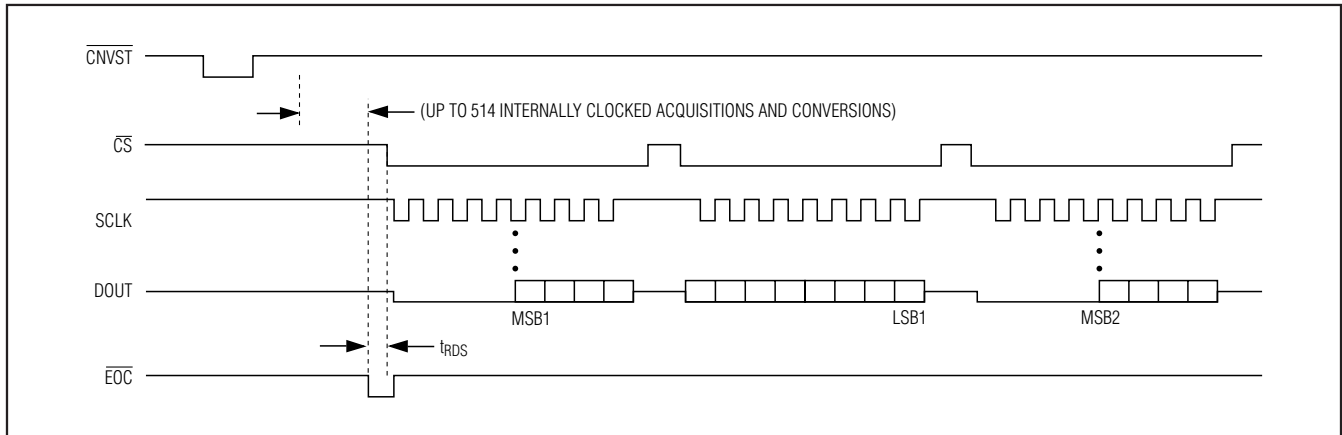 CNVST
(UP TO 514 INTERNALLY CLOCKED ACQUISITIONS AND CONVERSIONS)
CS
SCLK
DOUT
MSB1 LSB1 MSB2
tRDS
EOC